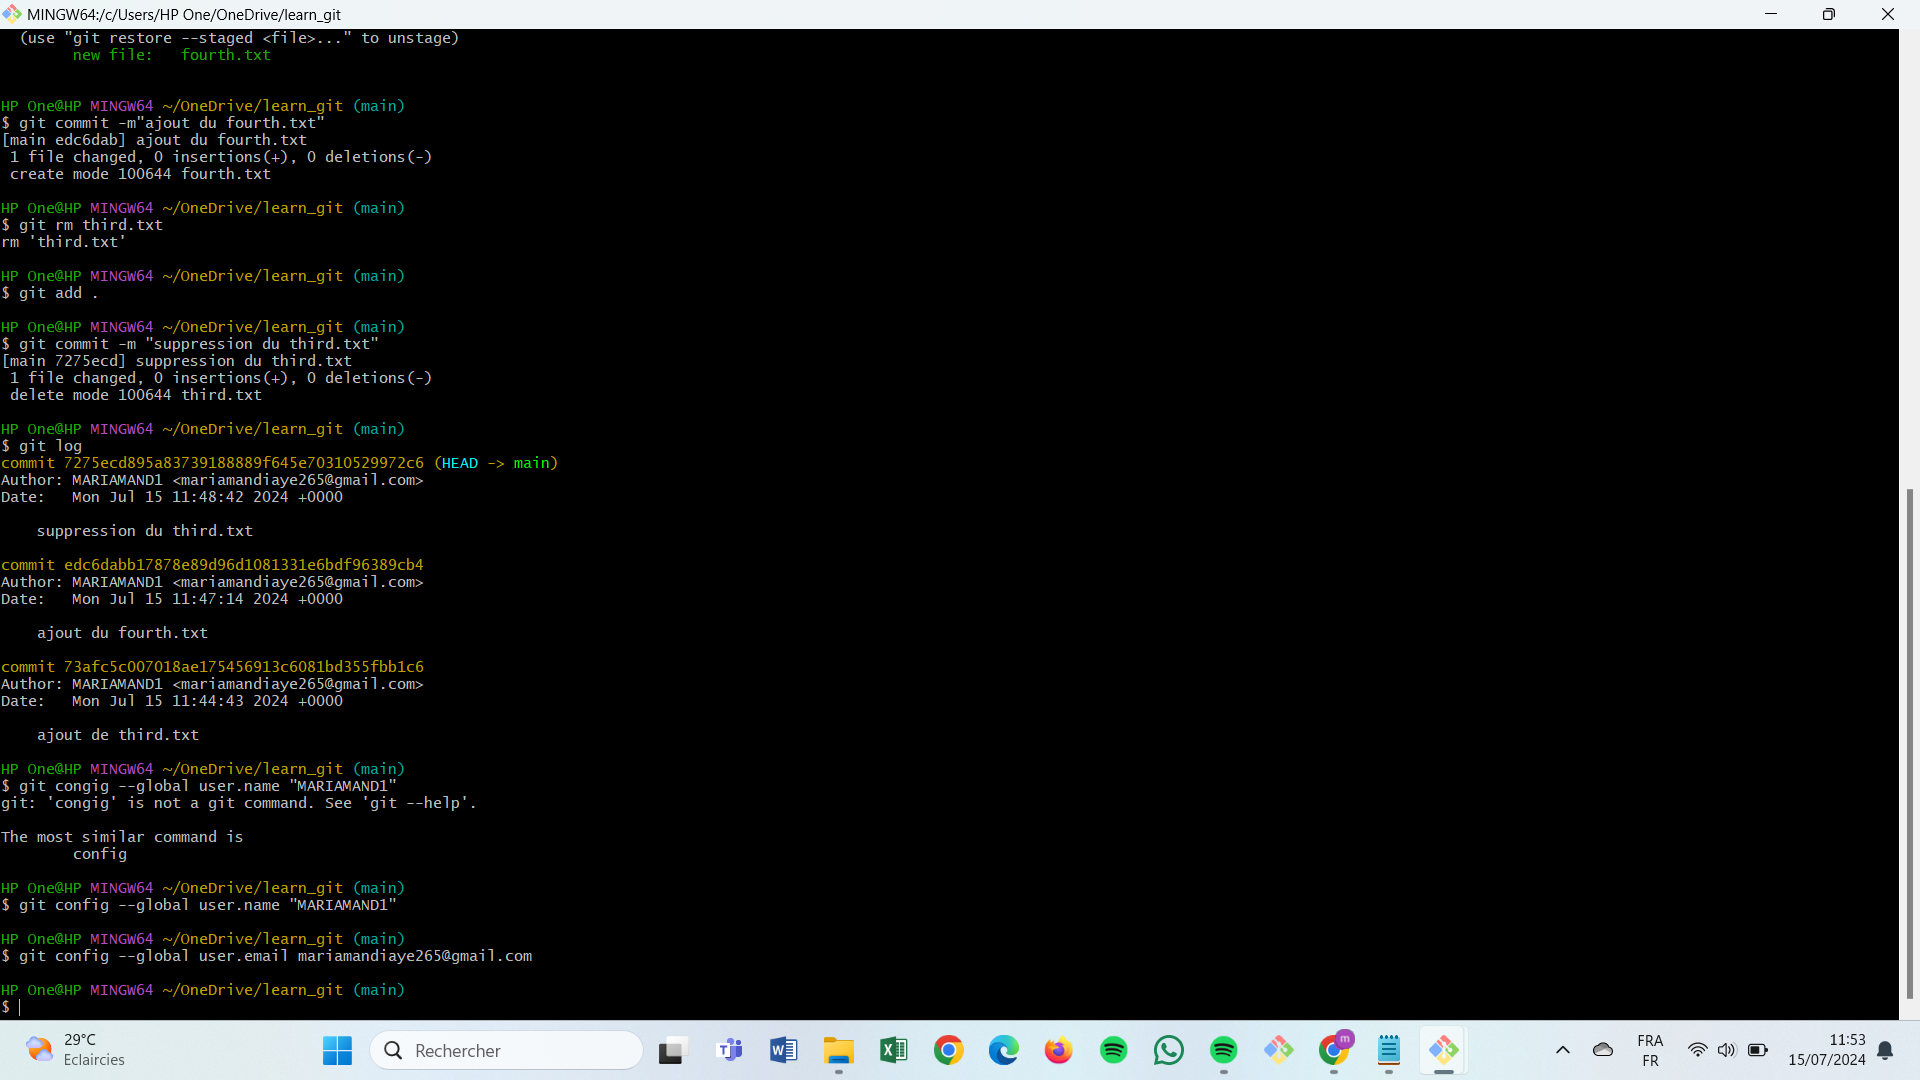 MINGW64:/c/Users/HP One/OneDrive/learn_git
(use "git restore --staged <file>..." to unstage)
new file:   fourth.txt
HP One@HP MINGW64 ~/OneDrive/learn_git (main)
$ git commit -m"ajout du fourth.txt"
[main edc6dab] ajout du fourth.txt
1 file changed, 0 insertions(+), 0 deletions(-)
create mode 100644 fourth.txt
HP One@HP MINGW64 ~/OneDrive/learn_git (main)
$ git rm third.txt
rm 'third.txt'
HP One@HP MINGW64 ~/OneDrive/learn_git (main)
$ git add .
HP One@HP MINGW64 ~/OneDrive/learn_git (main)
$ git commit -m "suppression du third.txt"
[main 7275ecd] suppression du third.txt
1 file changed, 0 insertions(+), 0 deletions(-)
delete mode 100644 third.txt
HP One@HP MINGW64 ~/OneDrive/learn_git (main)
$ git log
commit 7275ecd895a83739188889f645e70310529972c6 (HEAD -> main)
Author: MARIAMAND1 <mariamandiaye265@gmail.com>
Date:   Mon Jul 15 11:48:42 2024 +0000
suppression du third.txt
commit edc6dabb17878e89d96d1081331e6bdf96389cb4
Author: MARIAMAND1 <mariamandiaye265@gmail.com>
Date:   Mon Jul 15 11:47:14 2024 +0000
ajout du fourth.txt
commit 73afc5c007018ae175456913c6081bd355fbb1c6
Author: MARIAMAND1 <mariamandiaye265@gmail.com>
Date:   Mon Jul 15 11:44:43 2024 +0000
ajout de third.txt
HP One@HP MINGW64 ~/OneDrive/learn_git (main)
$ git congig --global user.name "MARIAMAND1"
git: 'congig' is not a git command. See 'git --help'.
The most similar command is
config
HP One@HP MINGW64 ~/OneDrive/learn_git (main)
$ git config --global user.name "MARIAMAND1"
HP One@HP MINGW64 ~/OneDrive/learn_git (main)
$ git config --global user.email mariamandiaye265@gmail.com
HP One@HP MINGW64 ~/OneDrive/learn_git (main)
$
29°C
Eclaircies
Rechercher
m
FRA
FR
11:53
15/07/2024